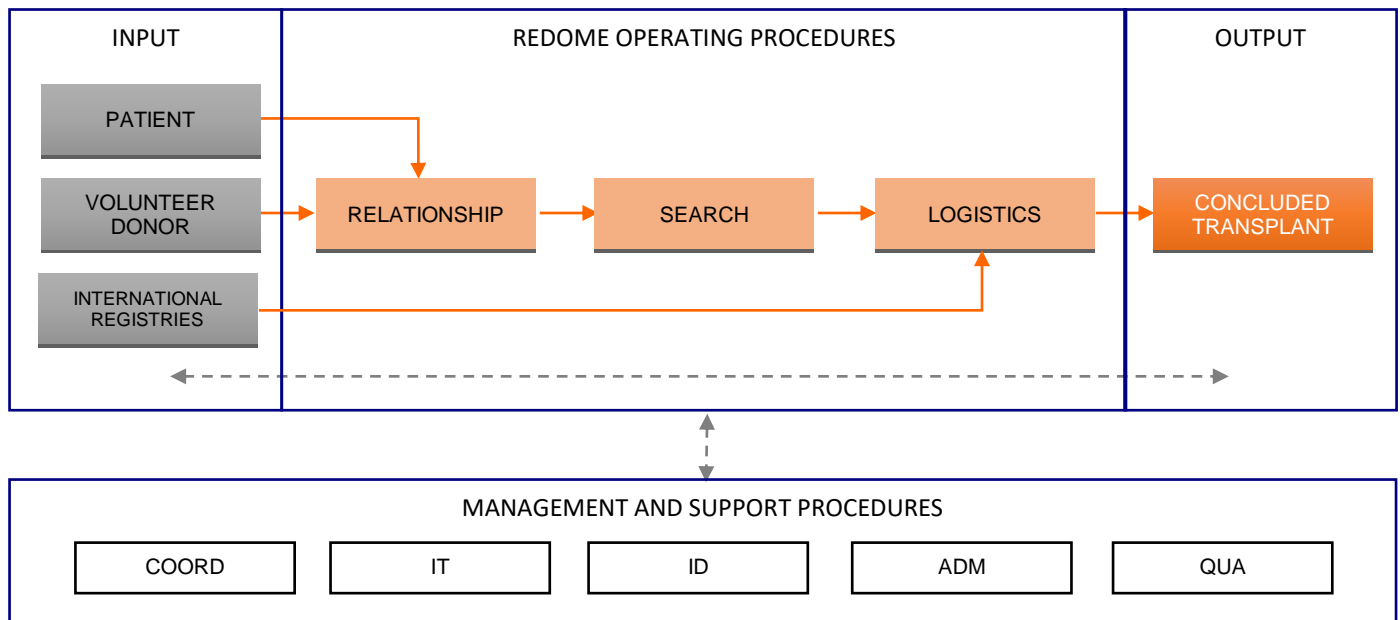 INPUT
REDOME OPERATING PROCEDURES
OUTPUT
PATIENT
VOLUNTEER
DONOR
INTERNATIONAL
REGISTRIES
RELATIONSHIP
SEARCH
LOGISTICS
CONCLUDED
TRANSPLANT
MANAGEMENT AND SUPPORT PROCEDURES
COORD
IT
ID
ADM
QUA